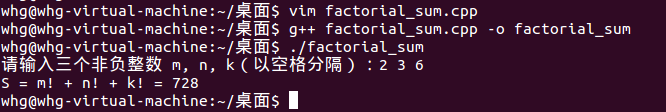 whg@whg-virtual-machine:~/桌面$ vim factorial_sum.cpp
whg@whg-virtual-machine:~/桌面$ g++ factorial_sum.cpp -o factorial_sum
whg@whg-virtual-machine:~/桌面$ ./factorial_sum
请输入三个非负整数 m, n, k（以空格分隔）：2 3 6
S = m! + n! + k! = 728
whg@whg-virtual-machine:~/桌面$